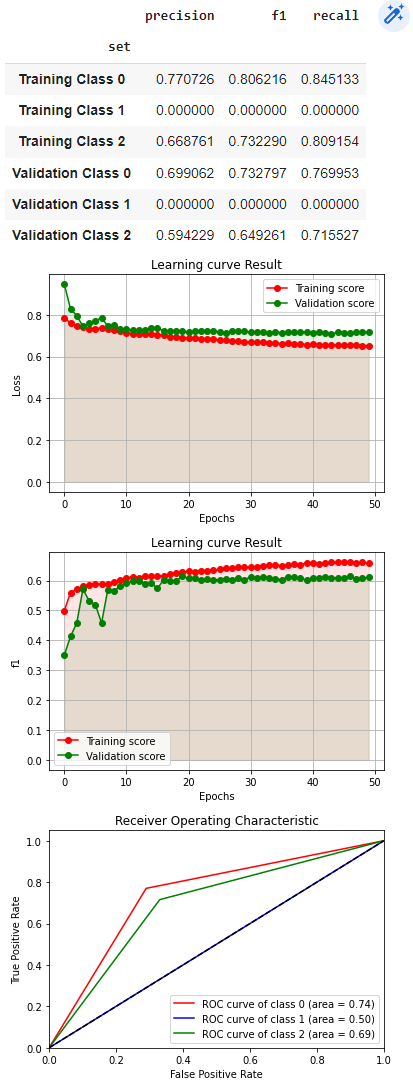 precision f1 recall
set
Training Class 0 0.770726 0.806216 0.845133
Training Class 1 0.000000 0.000000 0.000000
Training Class 2 0.668761 0.732290 0.809154
Validation Class 0 0.699062 0.732797 0.769953
Validation Class 1 0.000000 0.000000 0.000000
Validation Class 2 0.594229 0.649261 0.715527
Learning curve Result
Training score
Validation score
0.8
0.6
0.4
0.2
0.0
Loss
0 10 20 30 40 50
Epochs
Learning curve Result
0.6
0.5
0.4
0.3
0.2
0.1
0.0
f1
Training score
Validation score
0 10 20 30 40 50
Epochs
Receiver Operating Characteristic
1.0
0.8
0.6
0.4
0.2
0.0
True Positive Rate
ROC curve of class 0 (area = 0.74)
ROC curve of class 1 (area = 0.50)
ROC curve of class 2 (area = 0.69)
0.0 0.2 0.4 0.6 0.8 1.0
False Positive Rate